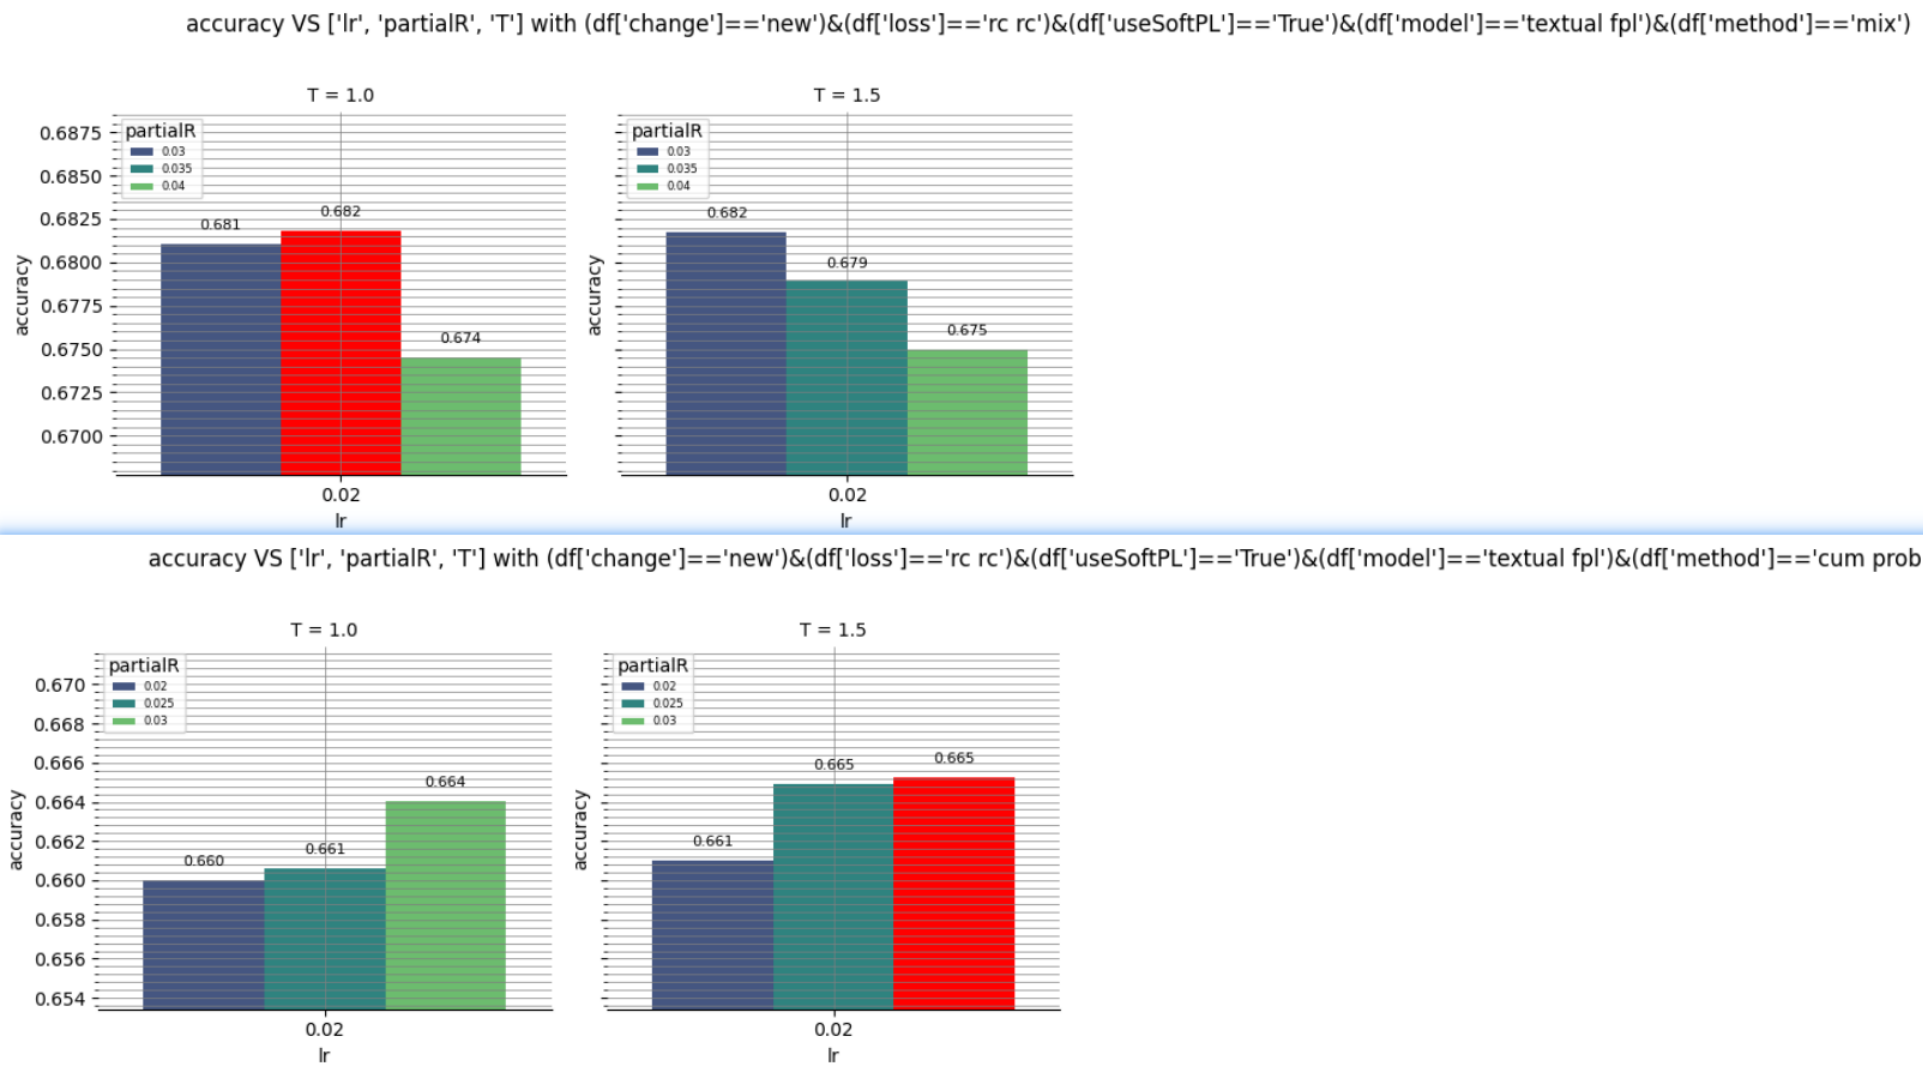 accuracy VS ['lr', 'partialR', 'T'] with (df['change']=='new')&(df['loss']=='rc rc')&(df['useSoftPL']=='True')&(df['model']=='textual fpl')&(df['method']=='mix')
T = 1.0
partialR
0.03
0.035
0.04
0.6875
0.6850
0.6825
0.6800
0.6775
0.6750
0.6725
0.6700
accuracy
0.681
0.682
0.674
0.02
lr
T = 1.5
partialR
0.03
0.035
0.04
accuracy
0.682
0.679
0.675
0.02
lr
accuracy VS ['lr', 'partialR', 'T'] with (df['change']=='new')&(df['loss']=='rc rc')&(df['useSoftPL']=='True')&(df['model']=='textual fpl')&(df['method']=='cum prob
T = 1.0
partialR
0.02
0.025
0.03
0.670
0.668
0.666
0.664
0.662
0.660
0.658
0.656
0.654
accuracy
0.660
0.661
0.664
0.02
lr
T = 1.5
partialR
0.02
0.025
0.03
accuracy
0.661
0.665
0.665
0.02
lr